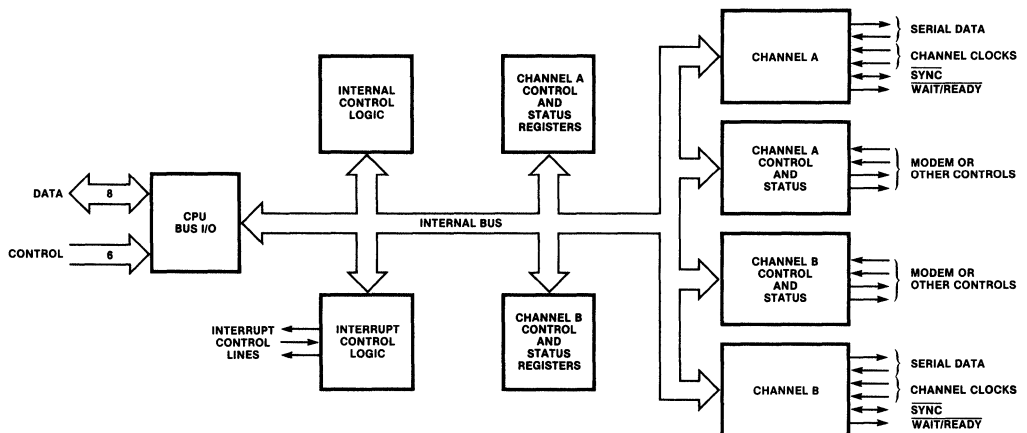 DATA
8
CONTROL
6
CPU
BUS I/O
INTERNAL
CONTROL
LOGIC
CHANNEL A
CONTROL
AND
STATUS
REGISTERS
INTERNAL BUS
INTERRUPT
CONTROL
LINES
INTERRUPT
CONTROL
LOGIC
CHANNEL B
CONTROL
AND
STATUS
REGISTERS
CHANNEL A
SERIAL DATA
CHANNEL CLOCKS
SYNC
WAIT/READY
CHANNEL A
CONTROL
AND
STATUS
MODEM OR
OTHER CONTROLS
CHANNEL B
CONTROL
AND
STATUS
MODEM OR
OTHER CONTROLS
CHANNEL B
SERIAL DATA
CHANNEL CLOCKS
SYNC
WAIT/READY